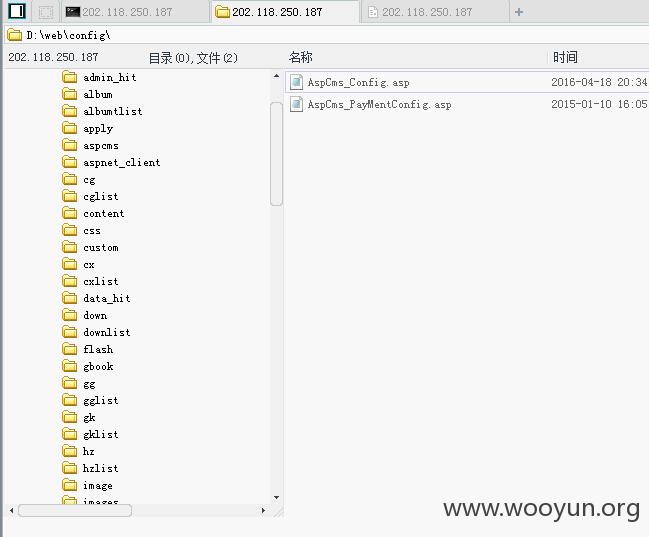 202.118.250.187 202.118.250.187 202.118.250.187
D:\web\config\
202.118.250.187 目录(0),文件(2) 名称 时间
admin_hit
album
albumtlist
apply
aspcms
aspnet_client
cg
cglist
content
css
custom
cx
cxlist
data_hit
down
downlist
flash
gbook
gg
gglist
gk
gklist
hz
hzlist
image
images
AspCms_Config.asp 2016-04-18 20:34
AspCms_PayMentConfig.asp 2015-01-10 16:05
www.wooyun.org